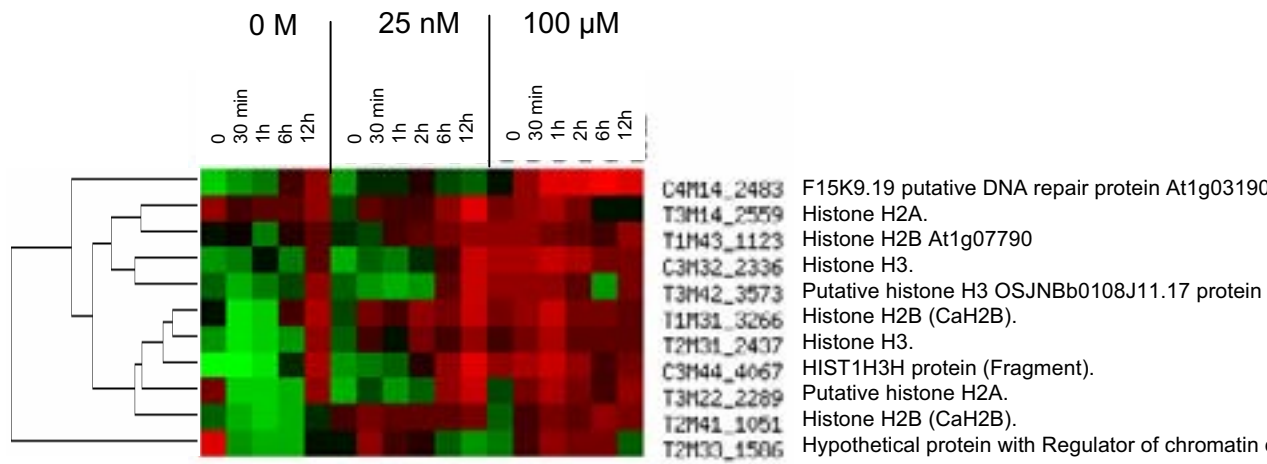 0 M 25 nM 100 µM
0 30 min 1h 6h 12h 0 30 min 1h 2h 6h 12h 0 30 min 1h 2h 6h 12h
C4M14_2483 F15K9.19 putative DNA repair protein At1g03190
T3M14_2559 Histone H2A.
T1M43_1123 Histone H2B At1g07790
C3M32_2336 Histone H3.
T3M42_3573 Putative histone H3 OSJNBb0108J11.17 protein
T1M31_3266 Histone H2B (CaH2B).
T2M31_2437 Histone H3.
C3M44_4067 HIST1H3H protein (Fragment).
T3M22_2289 Putative histone H2A.
T2M41_1051 Histone H2B (CaH2B).
T2M33_1586 Hypothetical protein with Regulator of chromatin